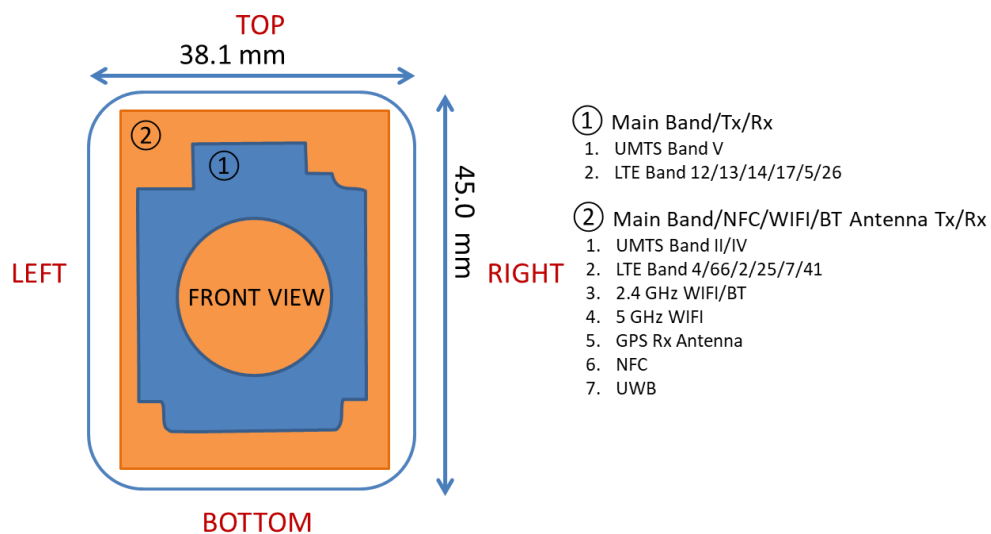 TOP
38.1 mm
②
①
45.0 mm
LEFT
FRONT VIEW
RIGHT
BOTTOM
① Main Band/Tx/Rx
1. UMTS Band V
2. LTE Band 12/13/14/17/5/26
② Main Band/NFC/WIFI/BT Antenna Tx/Rx
1. UMTS Band II/IV
2. LTE Band 4/66/2/25/7/41
3. 2.4 GHz WIFI/BT
4. 5 GHz WIFI
5. GPS Rx Antenna
6. NFC
7. UWB